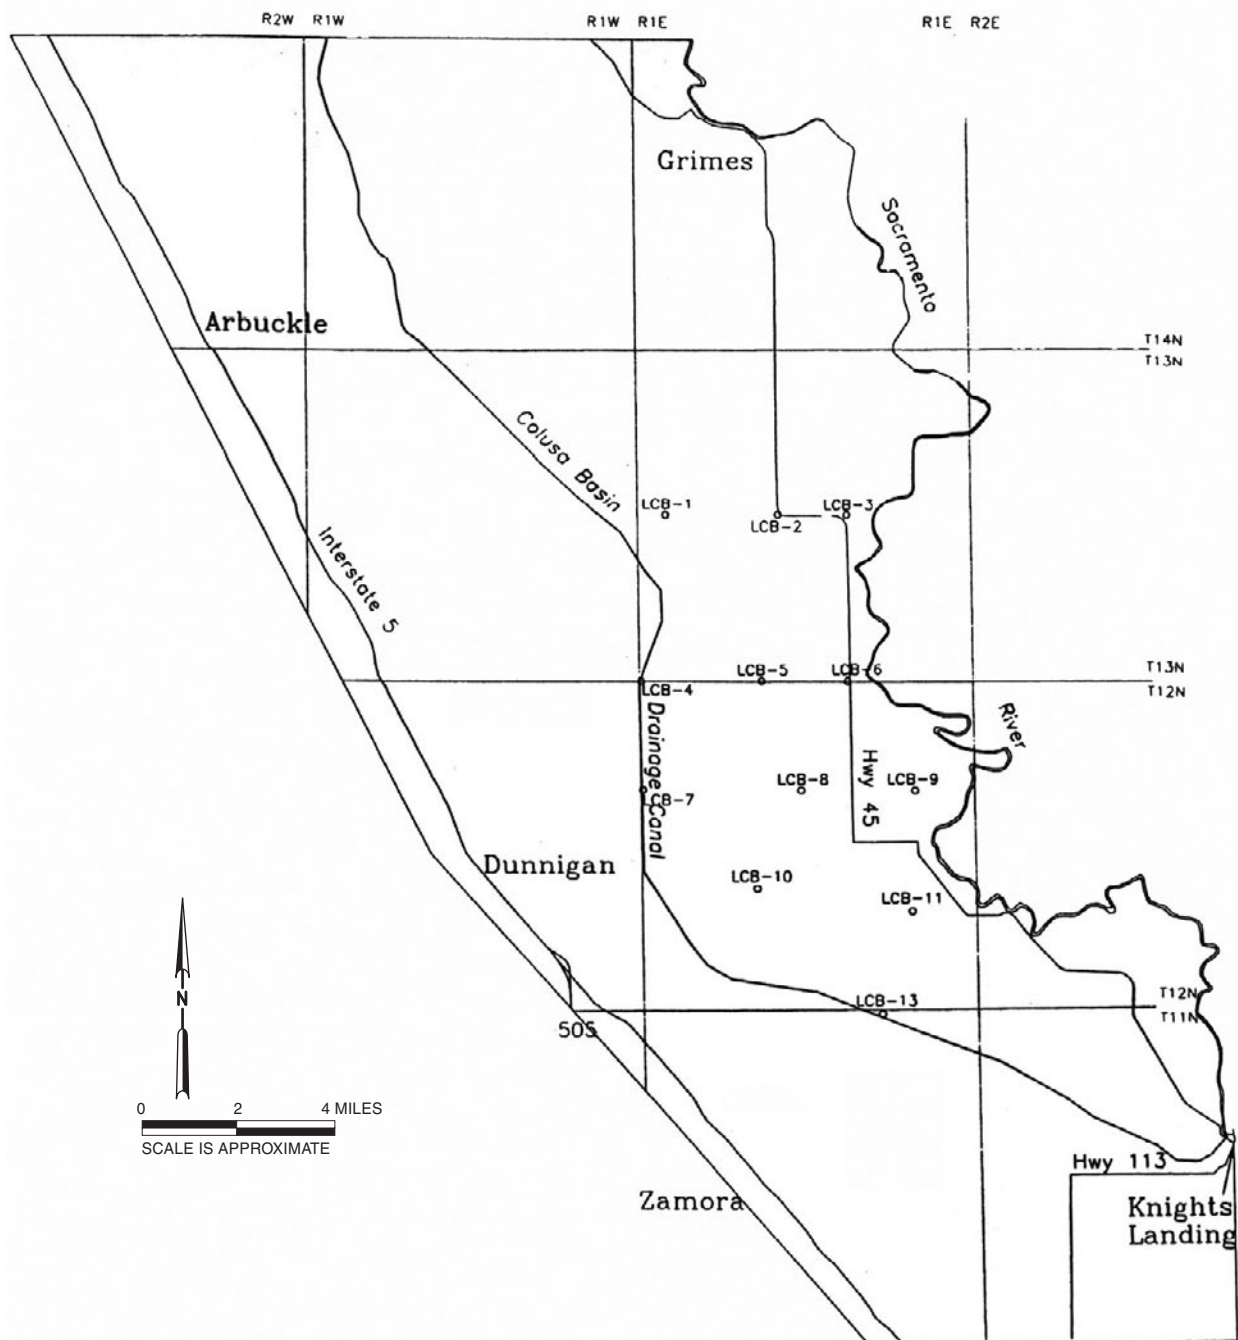 R2W R1W
R1W R1E
R1E R2E
Grimes
Sacramento
Arbuckle
T14N
T13N
Colusa Basin
LCB-1
LCB-2
LCB-3
Interstate 5
LCB-4
LCB-5
LCB-6
T13N
T12N
River
Drainage Canal
Hwy 45
LCB-7
LCB-8
LCB-9
Dunnigan
LCB-10
LCB-11
N
T12N
T11N
LCB-13
505
0 2 4 MILES
SCALE IS APPROXIMATE
Hwy 113
Zamora
Knights
Landing